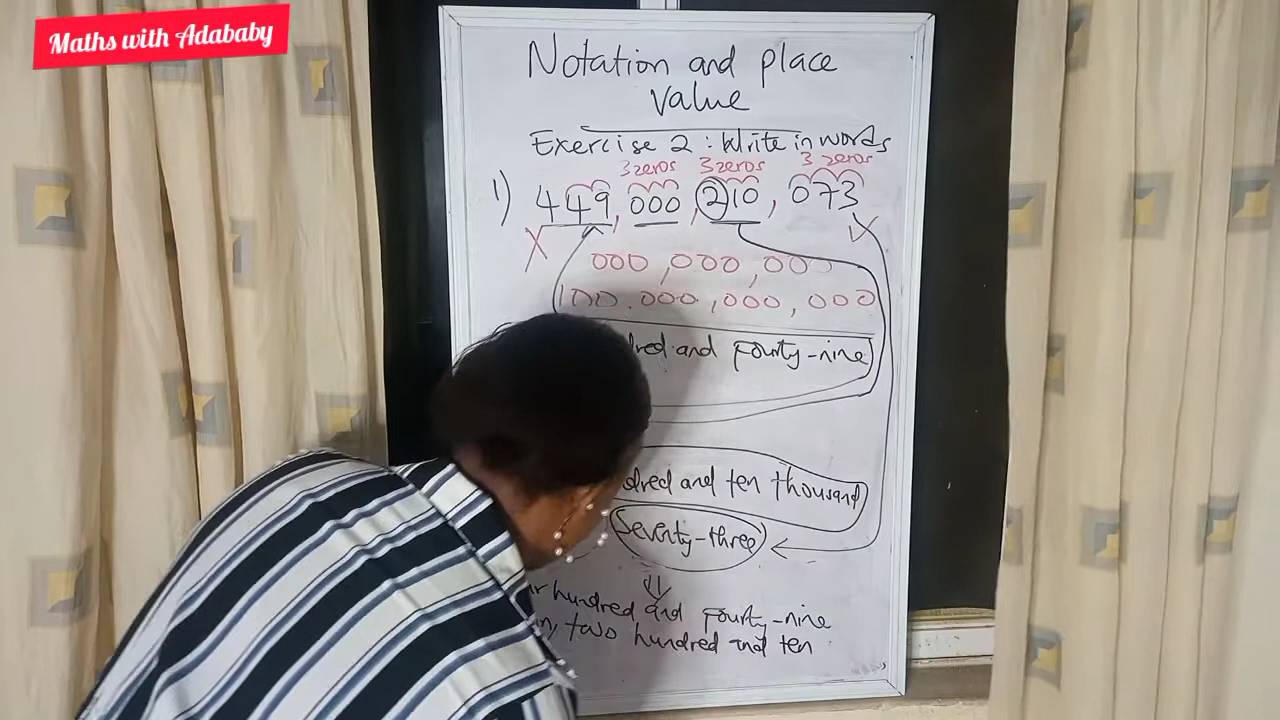 Maths with Adababy
Notation and place
value
Exercise 2 : Write in words
3 zeros 3 zeros 3 zeros
1) 449,000,210,073
X
000,000,000
100.000,000,000
and fourty-nine
and ten thousand
Seventy-three
hundred and fourty-nine
two hundred and ten